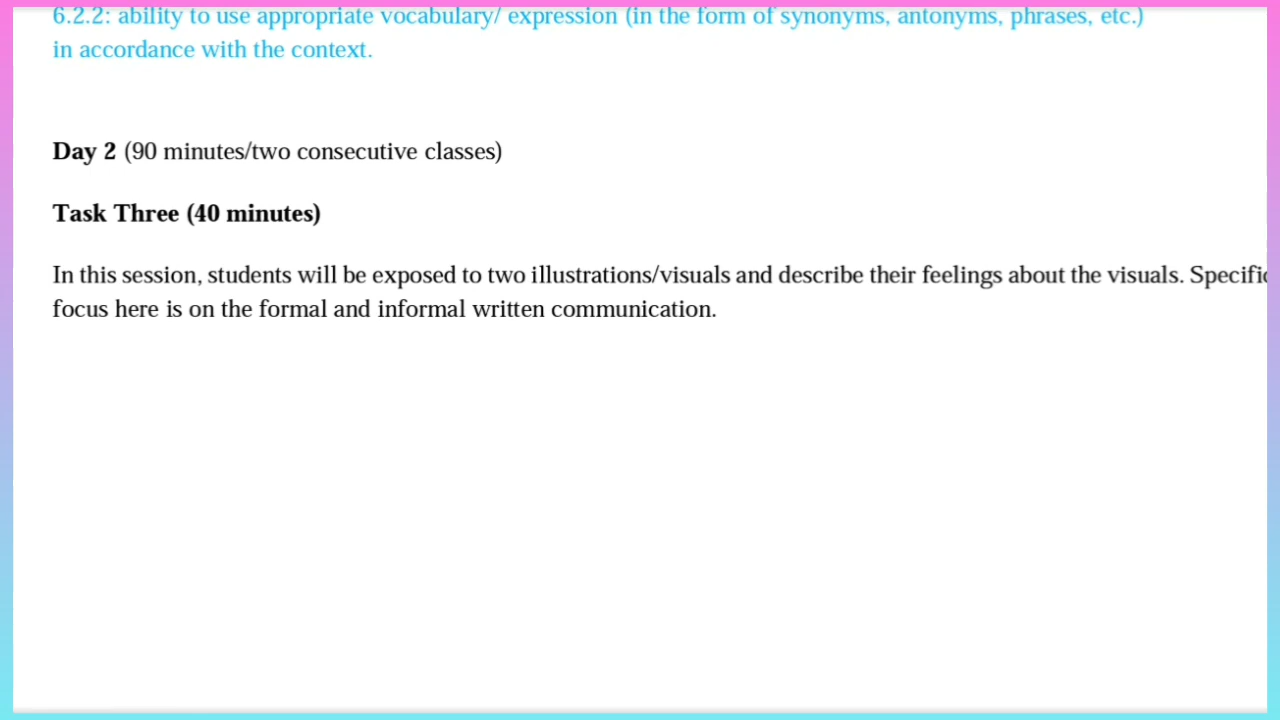 6.2.2: ability to use appropriate vocabulary/ expression (in the form of synonyms, antonyms, phrases, etc.)
in accordance with the context.
Day 2 (90 minutes/two consecutive classes)
Task Three (40 minutes)
In this session, students will be exposed to two illustrations/visuals and describe their feelings about the visuals. Specific
focus here is on the formal and informal written communication.